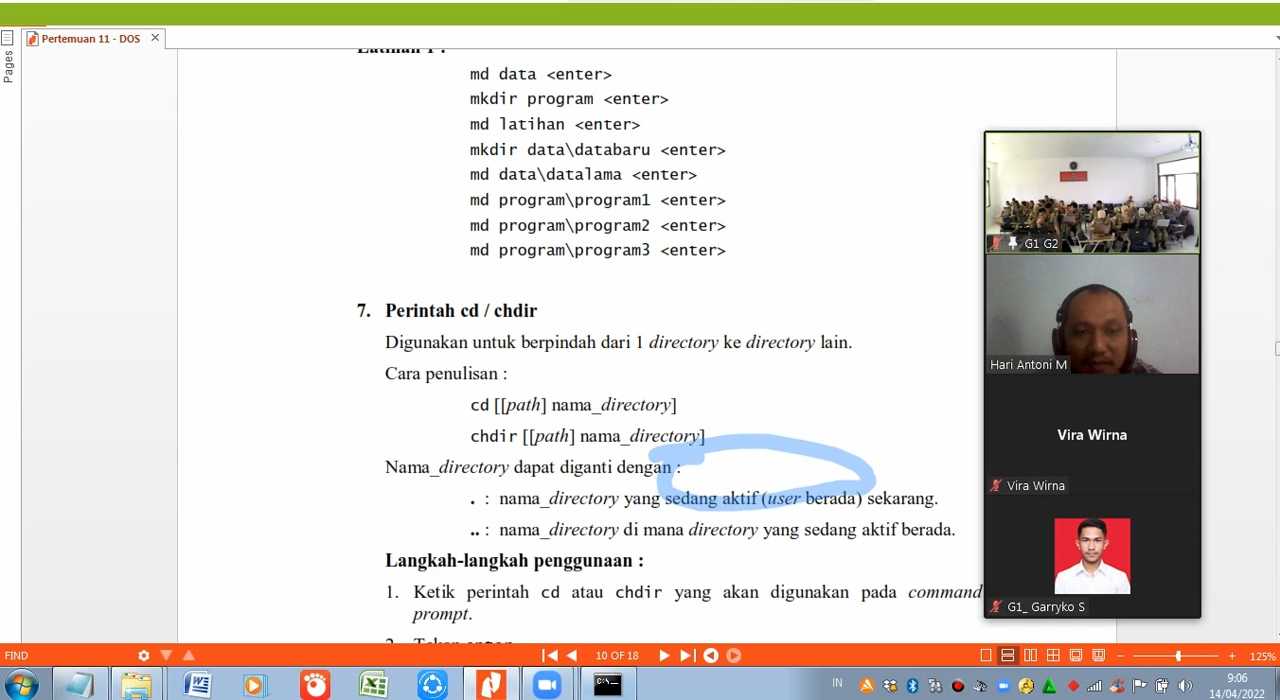 Pertemuan 11 - DOS
Pages
Latihan 1 :
md data <enter>
mkdir program <enter>
md latihan <enter>
mkdir data\databaru <enter>
md data\datalama <enter>
md program\program1 <enter>
md program\program2 <enter>
md program\program3 <enter>
7. Perintah cd / chdir
Digunakan untuk berpindah dari 1 directory ke directory lain.
Cara penulisan :
cd [[path] nama_directory]
chdir [[path] nama_directory]
Nama_directory dapat diganti dengan :
. : nama_directory yang sedang aktif (user berada) sekarang.
.. : nama_directory di mana directory yang sedang aktif berada.
Langkah-langkah penggunaan :
1. Ketik perintah cd atau chdir yang akan digunakan pada command
prompt.
G1 G2
Hari Antoni M
Vira Wirna
Vira Wirna
G1_ Garryko S
FIND
10 OF 18
125%
IN
9:06
14/04/2022